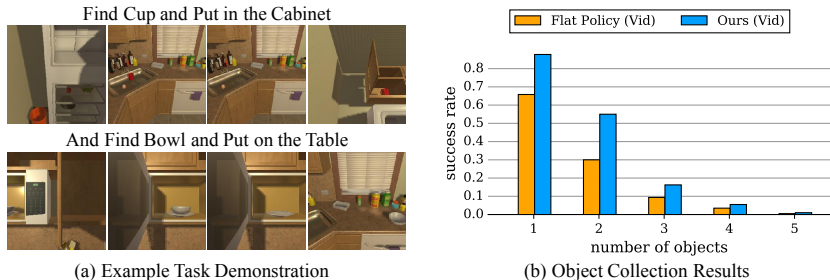 Find Cup and Put in the Cabinet
And Find Bowl and Put on the Table
(a) Example Task Demonstration
Flat Policy (Vid) Ours (Vid)
success rate
0.8
0.7
0.6
0.5
0.4
0.3
0.2
0.1
0.0
1 2 3 4 5
number of objects
(b) Object Collection Results